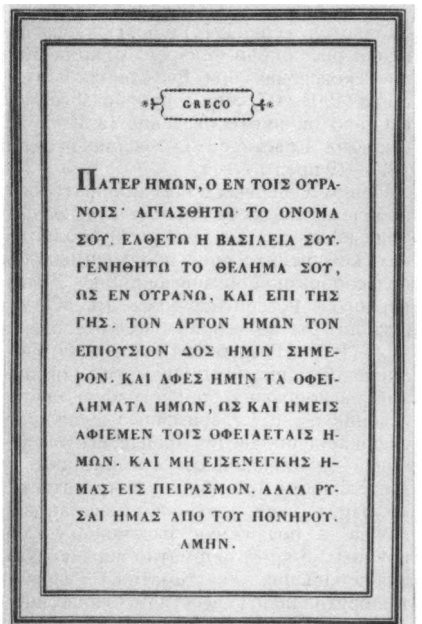 GRECO
ΠΑΤΕΡ ΗΜΩΝ, Ο ΕΝ ΤΟΙΣ ΟΥΡΑ-
ΝΟΙΣ· ΑΓΙΑΣΘΗΤΩ ΤΟ ΟΝΟΜΑ
ΣΟΥ. ΕΛΘΕΤΩ Η ΒΑΣΙΛΕΙΑ ΣΟΥ·
ΓΕΝΗΘΗΤΩ ΤΟ ΘΕΛΗΜΑ ΣΟΥ,
ΩΣ ΕΝ ΟΥΡΑΝΩ, ΚΑΙ ΕΠΙ ΤΗΣ
ΓΗΣ. ΤΟΝ ΑΡΤΟΝ ΗΜΩΝ ΤΟΝ
ΕΠΙΟΥΣΙΟΝ ΔΟΣ ΗΜΙΝ ΣΗΜΕ-
ΡΟΝ. ΚΑΙ ΑΦΕΣ ΗΜΙΝ ΤΑ ΟΦΕΙ-
ΛΗΜΑΤΑ ΗΜΩΝ, ΩΣ ΚΑΙ ΗΜΕΙΣ
ΑΦΙΕΜΕΝ ΤΟΙΣ ΟΦΕΙΛΕΤΑΙΣ Η-
ΜΩΝ. ΚΑΙ ΜΗ ΕΙΣΕΝΕΓΚΗΣ Η-
ΜΑΣ ΕΙΣ ΠΕΙΡΑΣΜΟΝ. ΑΛΛΑ ΡΥ-
ΣΑΙ ΗΜΑΣ ΑΠΟ ΤΟΥ ΠΟΝΗΡΟΥ.
ΑΜΗΝ.